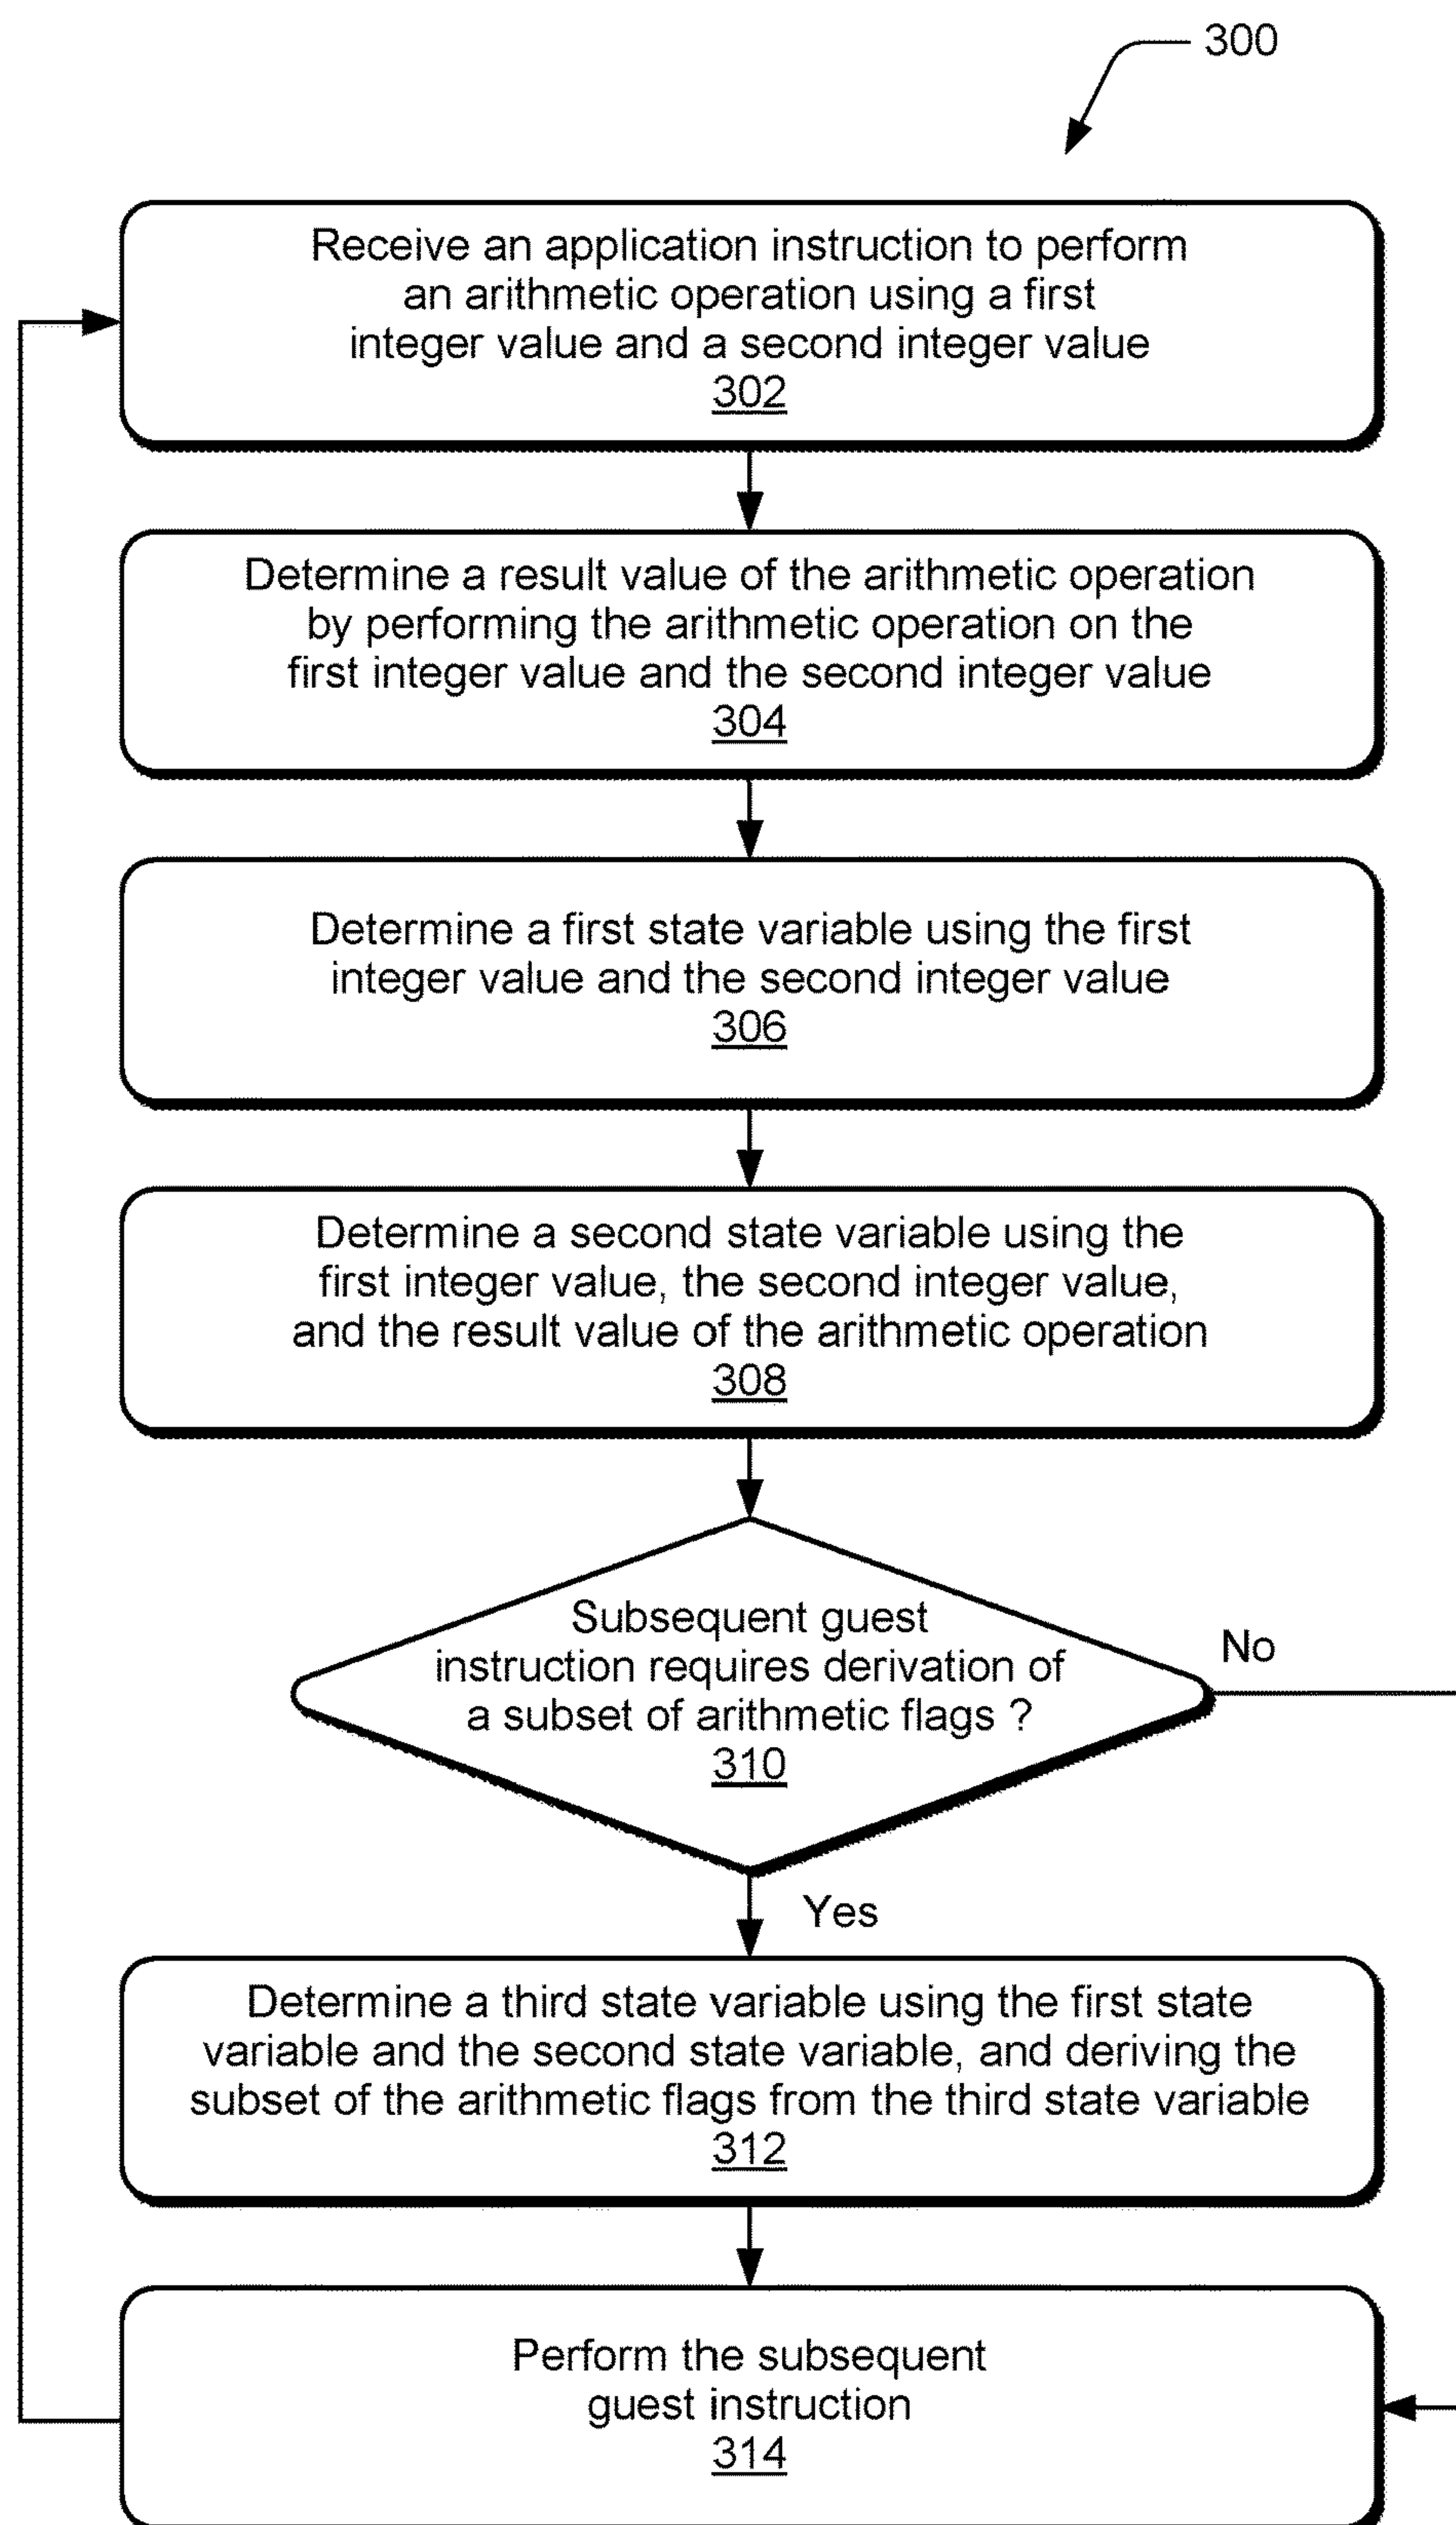 300
Receive an application instruction to perform
an arithmetic operation using a first
integer value and a second integer value
302
Determine a result value of the arithmetic operation
by performing the arithmetic operation on the
first integer value and the second integer value
304
Determine a first state variable using the first
integer value and the second integer value
306
Determine a second state variable using the
first integer value, the second integer value,
and the result value of the arithmetic operation
308
Subsequent guest
instruction requires derivation of
a subset of arithmetic flags ?
310
No
Yes
Determine a third state variable using the first state
variable and the second state variable, and deriving the
subset of the arithmetic flags from the third state variable
312
Perform the subsequent
guest instruction
314